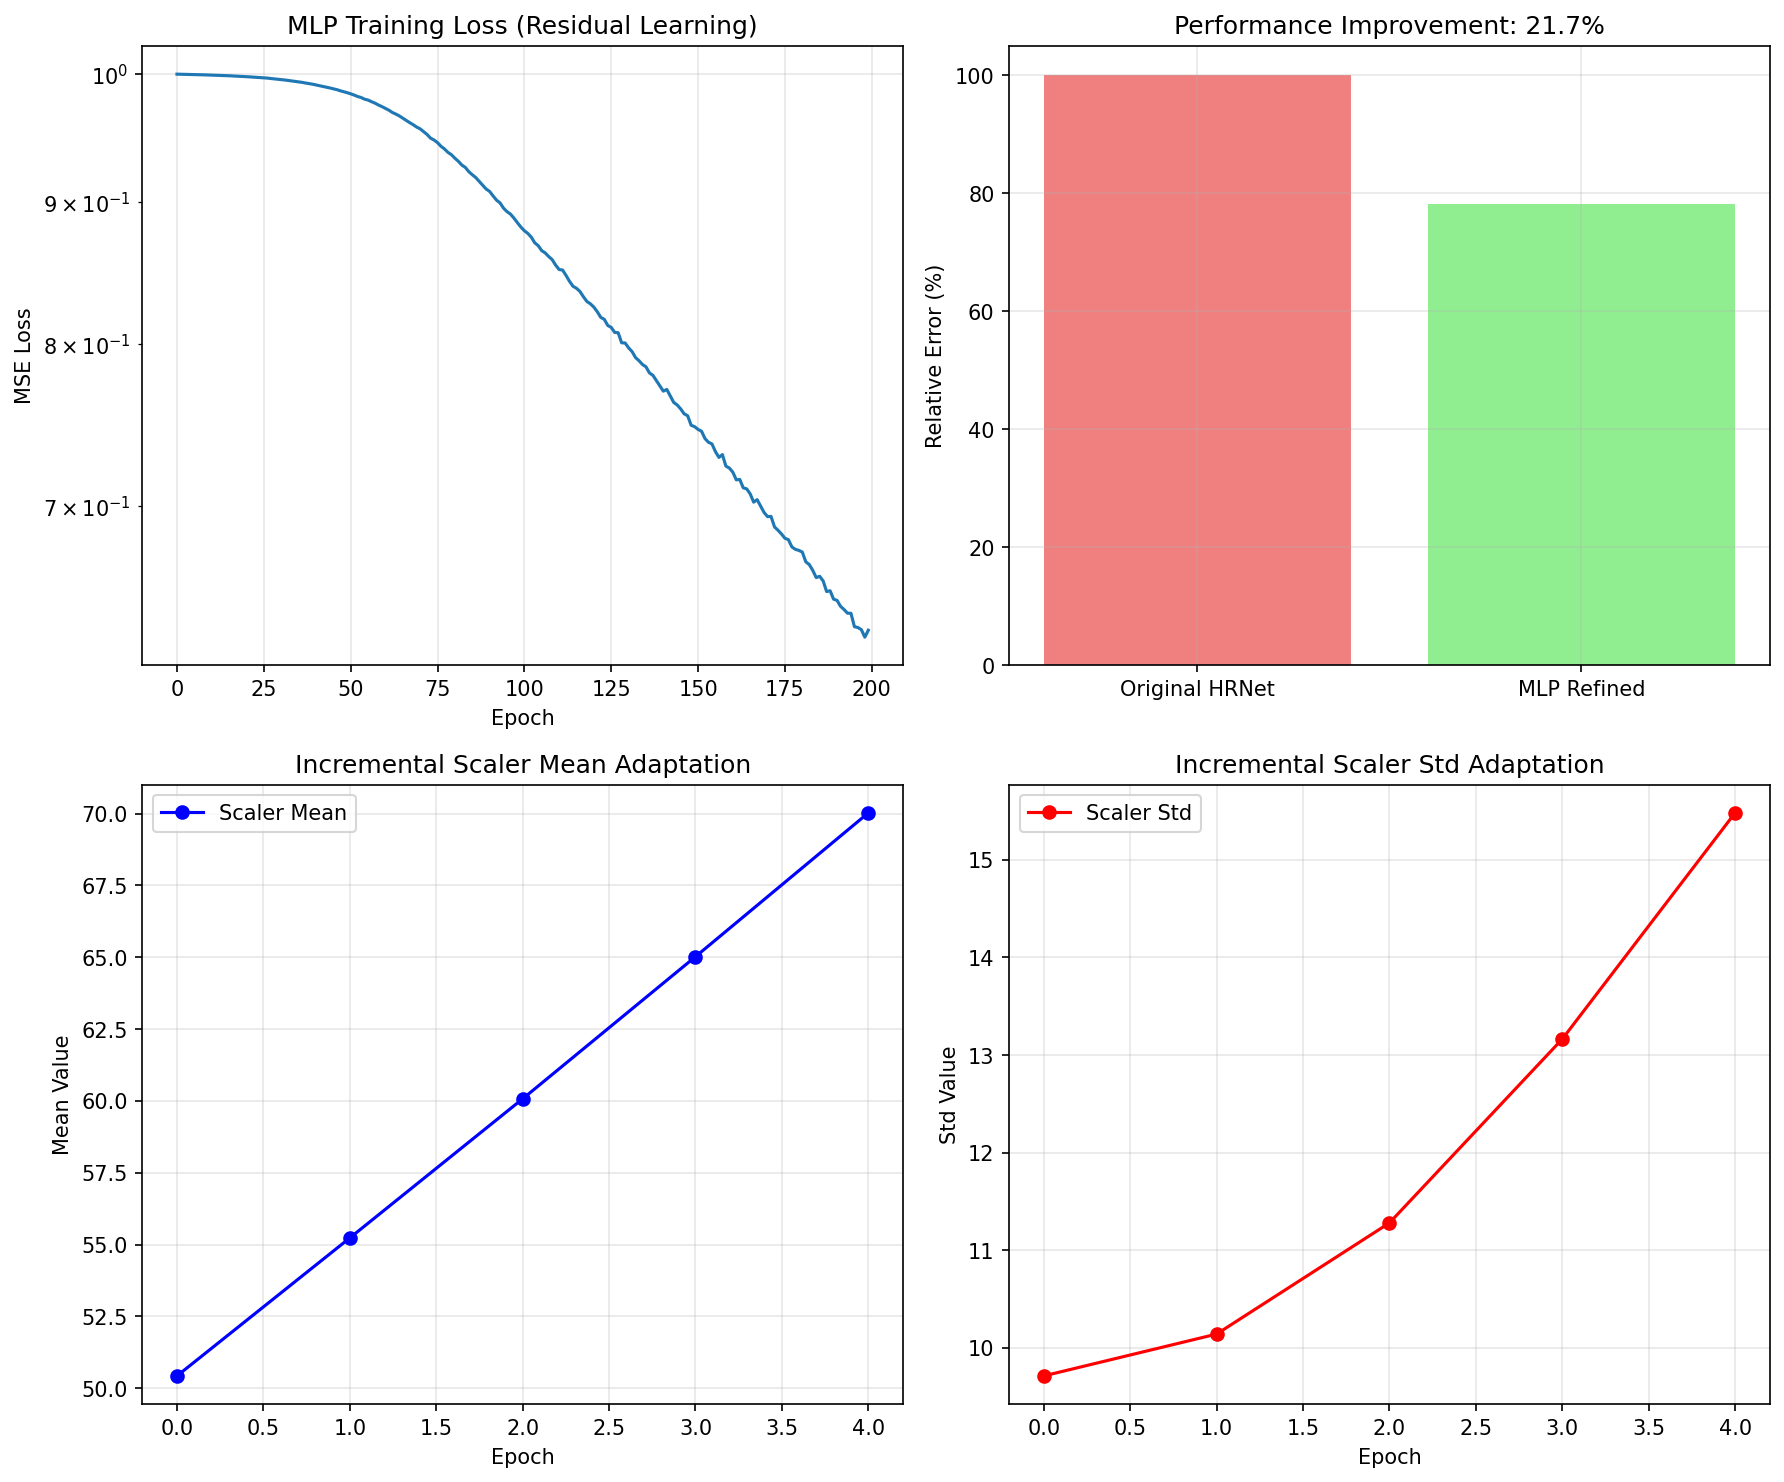 MLP Training Loss (Residual Learning)
10⁰
9 × 10⁻¹
8 × 10⁻¹
7 × 10⁻¹
MSE Loss
0 25 50 75 100 125 150 175 200
Epoch
Performance Improvement: 21.7%
100
80
60
40
20
0
Relative Error (%)
Original HRNet MLP Refined
Incremental Scaler Mean Adaptation
Scaler Mean
70.0
67.5
65.0
62.5
60.0
57.5
55.0
52.5
50.0
Mean Value
0.0 0.5 1.0 1.5 2.0 2.5 3.0 3.5 4.0
Epoch
Incremental Scaler Std Adaptation
Scaler Std
15
14
13
12
11
10
Std Value
0.0 0.5 1.0 1.5 2.0 2.5 3.0 3.5 4.0
Epoch